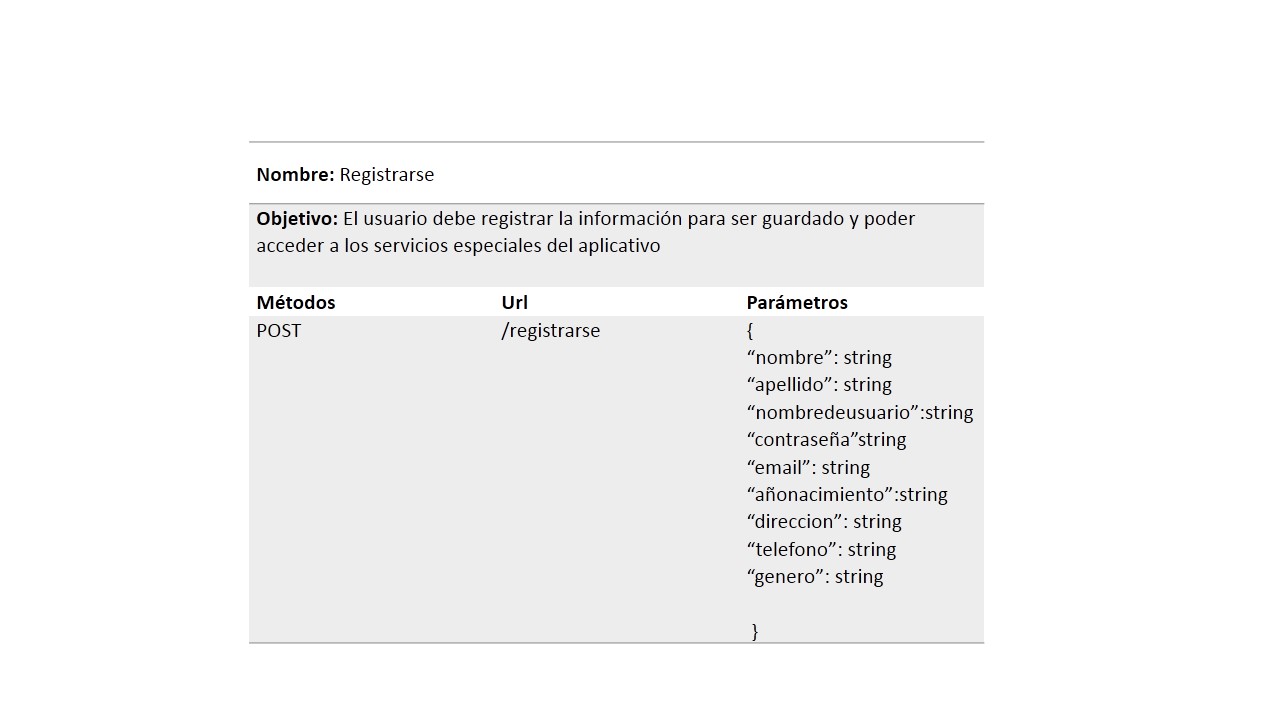 Nombre: Registrarse
Objetivo: El usuario debe registrar la información para ser guardado y poder
acceder a los servicios especiales del aplicativo
Métodos Url Parámetros
POST /registrarse {
“nombre”: string
“apellido”: string
“nombredeusuario”:string
“contraseña”string
“email”: string
“añonacimiento”:string
“direccion”: string
“telefono”: string
“genero”: string
}